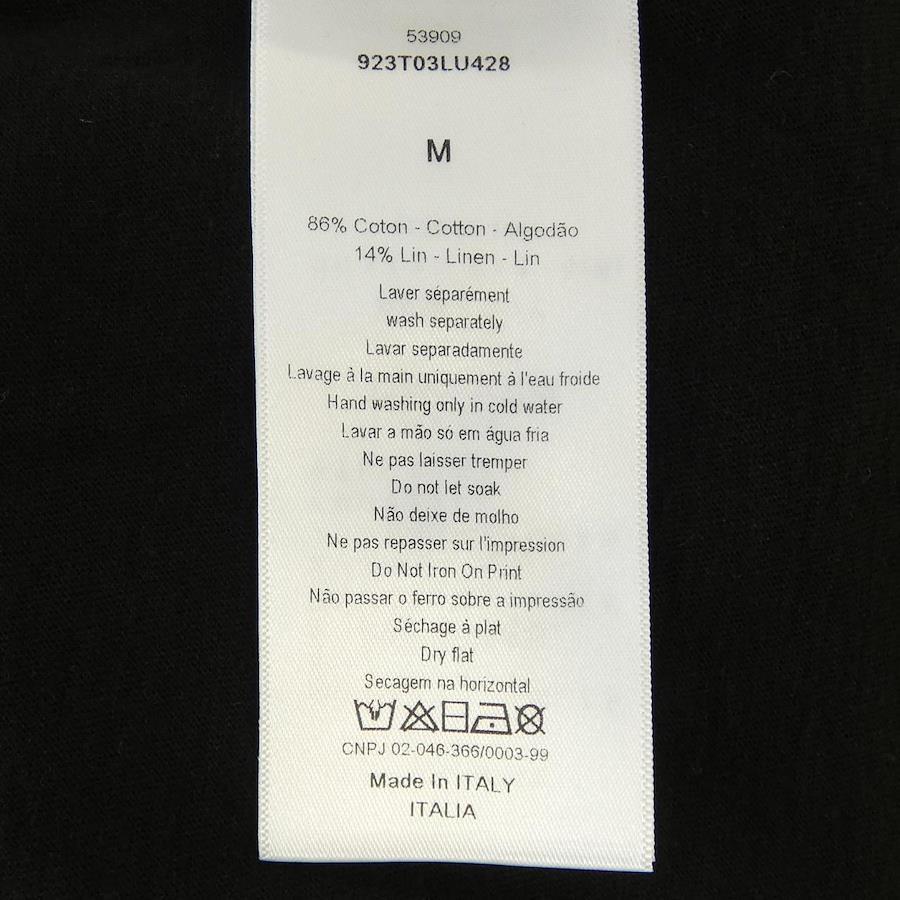 53909
923T03LU428
M
86% Coton - Cotton - Algodão
14% Lin - Linen - Lin
Laver séparément
wash separately
Lavar separadamente
Lavage à la main uniquement à l'eau froide
Hand washing only in cold water
Lavar a mão só em água fria
Ne pas laisser tremper
Do not let soak
Não deixe de molho
Ne pas repasser sur l'impression
Do Not Iron On Print
Não passar o ferro sobre a impressão
Séchage à plat
Dry flat
Secagem na horizontal
CNPJ 02-046-366/0003-99
Made In ITALY
ITALIA